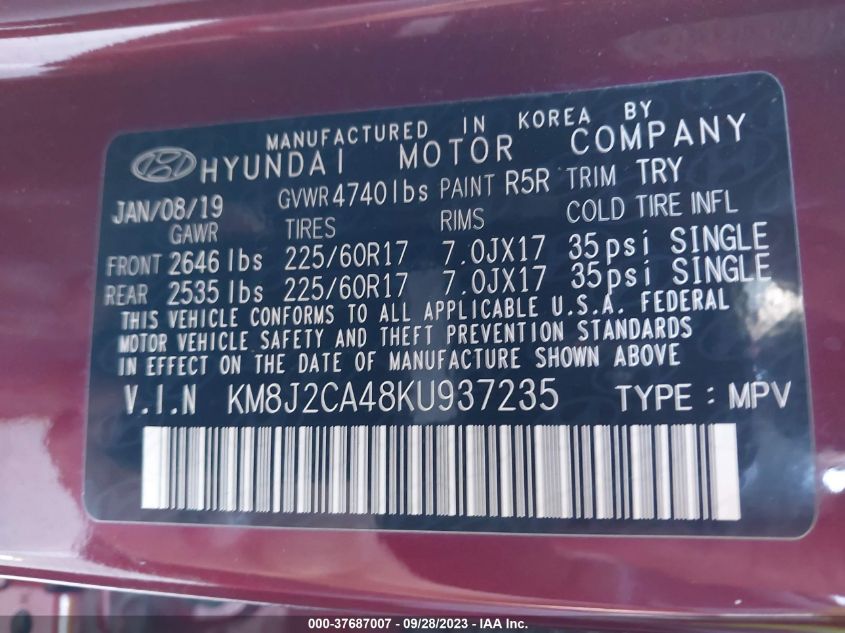 MANUFACTURED IN KOREA BY
HYUNDAI MOTOR COMPANY
JAN/08/19 GVWR 4740lbs PAINT R5R TRIM TRY
GAWR TIRES RIMS COLD TIRE INFL
FRONT 2646 lbs 225/60R17 7.0JX17 35psi SINGLE
REAR 2535 lbs 225/60R17 7.0JX17 35psi SINGLE
THIS VEHICLE CONFORMS TO ALL APPLICABLE U.S.A. FEDERAL
MOTOR VEHICLE SAFETY AND THEFT PREVENTION STANDARDS
IN EFFECT ON THE DATE OF MANUFACTURE SHOWN ABOVE
V.I.N KM8J2CA48KU937235 TYPE : MPV
000-37687007 - 09/28/2023 - IAA Inc.